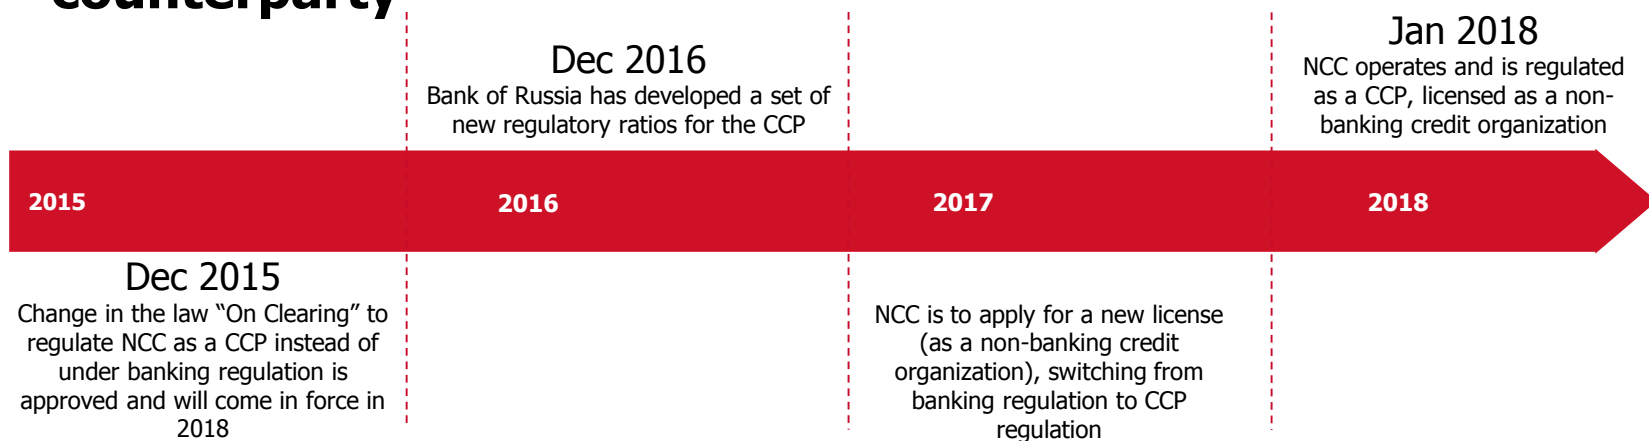 counterparty
Dec 2016
Bank of Russia has developed a set of
new regulatory ratios for the CCP
Jan 2018
NCC operates and is regulated
as a CCP, licensed as a non-
banking credit organization
2015
2016
2017
2018
Dec 2015
Change in the law “On Clearing” to
regulate NCC as a CCP instead of
under banking regulation is
approved and will come in force in
2018
NCC is to apply for a new license
(as a non-banking credit
organization), switching from
banking regulation to CCP
regulation